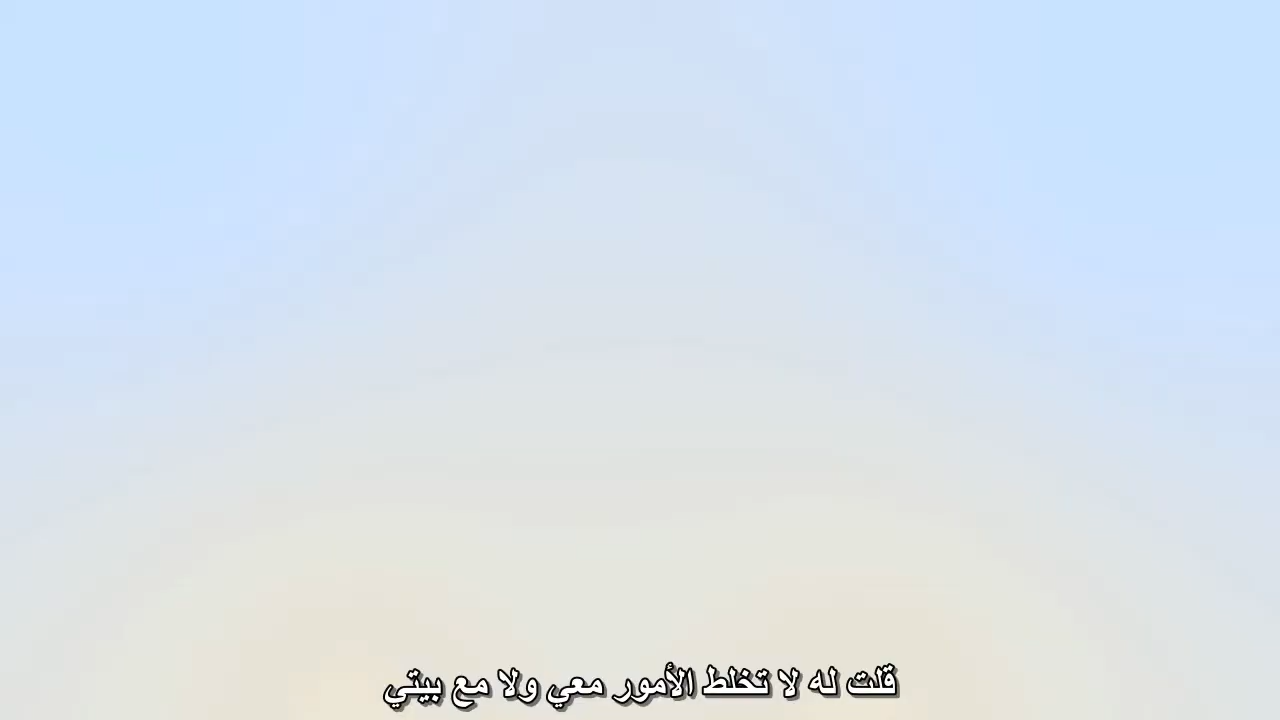 قلت له لا تخلط الأمور معي ولا مع بيتي